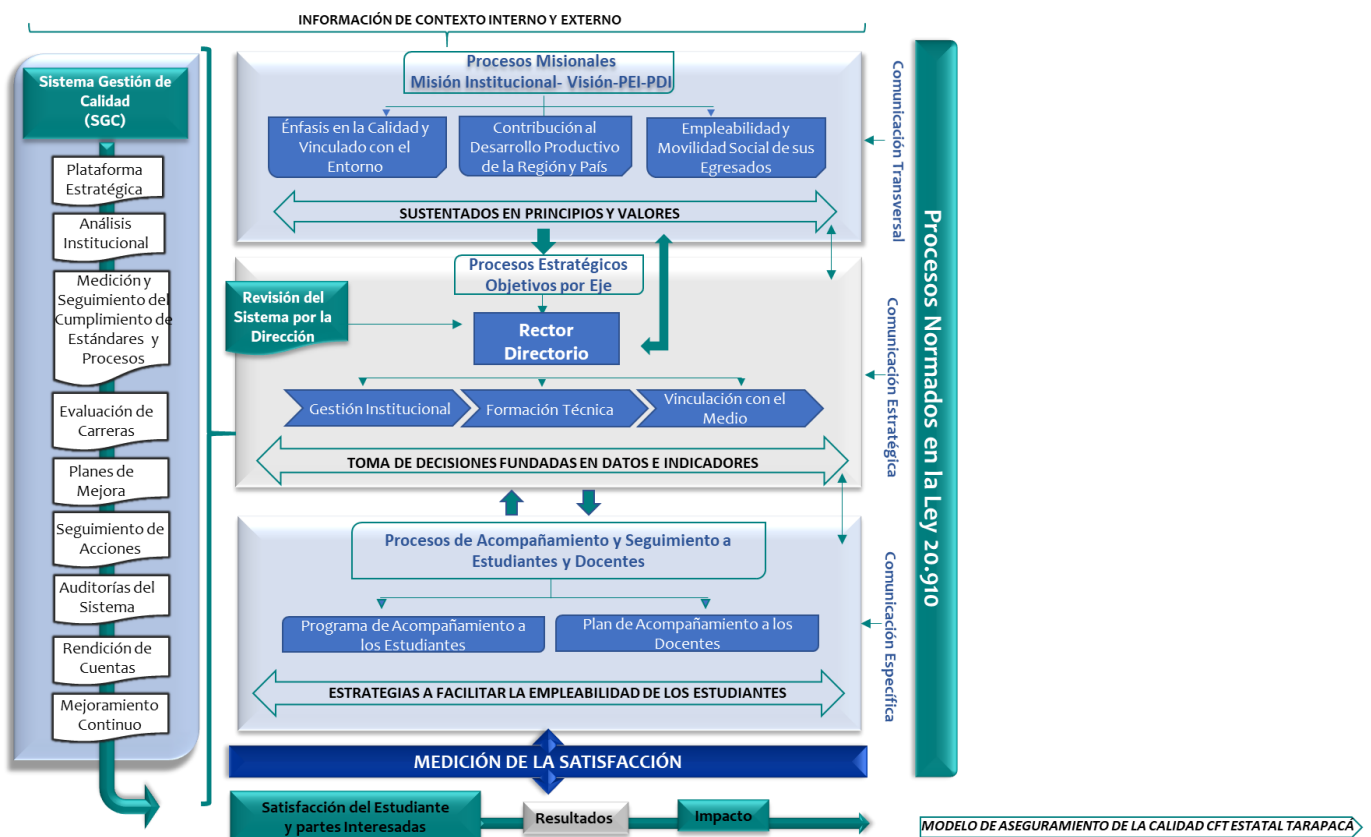 INFORMACIÓN DE CONTEXTO INTERNO Y EXTERNO
Sistema Gestión de
Calidad
(SGC)
Plataforma
Estratégica
Análisis
Institucional
Medición y
Seguimiento del
Cumplimiento de
Estándares y
Procesos
Evaluación de
Carreras
Planes de
Mejora
Seguimiento de
Acciones
Auditorías del
Sistema
Rendición de
Cuentas
Mejoramiento
Continuo
Procesos Misionales
Misión Institucional- Visión-PEI-PDI
Énfasis en la Calidad y
Vinculado con el
Entorno
Contribución al
Desarrollo Productivo
de la Región y País
Empleabilidad y
Movilidad Social de sus
Egresados
SUSTENTADOS EN PRINCIPIOS Y VALORES
Procesos Estratégicos
Objetivos por Eje
Revisión del
Sistema por la
Dirección
Rector
Directorio
Gestión Institucional
Formación Técnica
Vinculación con el
Medio
TOMA DE DECISIONES FUNDADAS EN DATOS E INDICADORES
Procesos de Acompañamiento y Seguimiento a
Estudiantes y Docentes
Programa de Acompañamiento a
los Estudiantes
Plan de Acompañamiento a los
Docentes
ESTRATEGIAS A FACILITAR LA EMPLEABILIDAD DE LOS ESTUDIANTES
MEDICIÓN DE LA SATISFACCIÓN
Satisfacción del Estudiante
y partes Interesadas
Resultados
Impacto
Comunicación Transversal
Comunicación Estratégica
Comunicación Específica
Procesos Normados en la Ley 20.910
MODELO DE ASEGURAMIENTO DE LA CALIDAD CFT ESTATAL TARAPACÁ